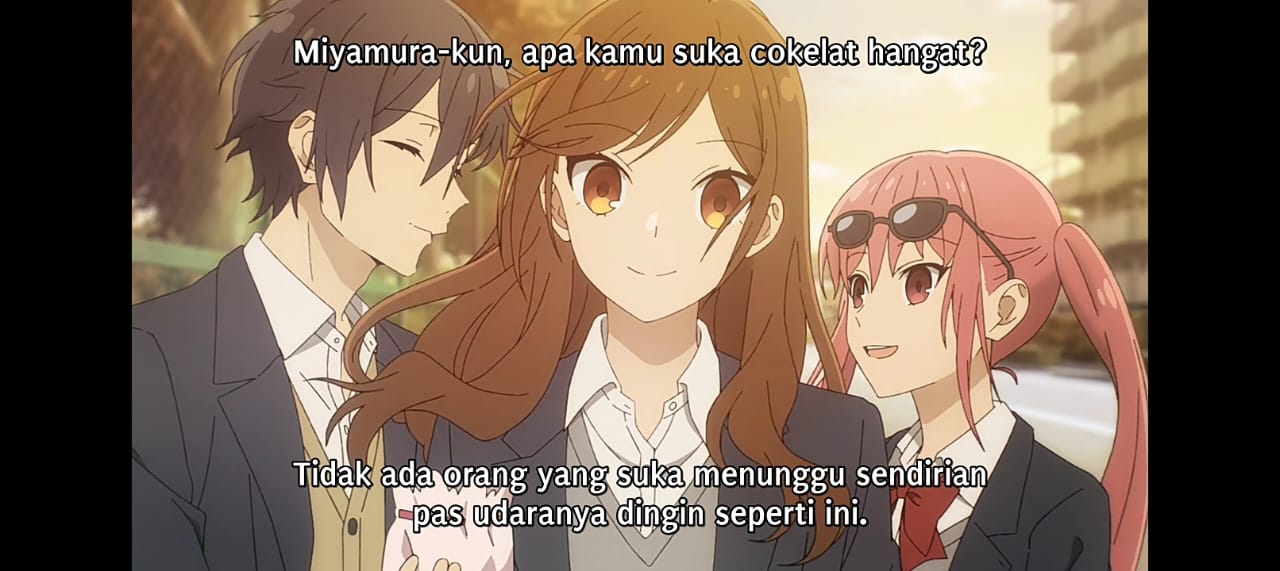 Miyamura-kun, apa kamu suka cokelat hangat?
Tidak ada orang yang suka menunggu sendirian
pas udaranya dingin seperti ini.